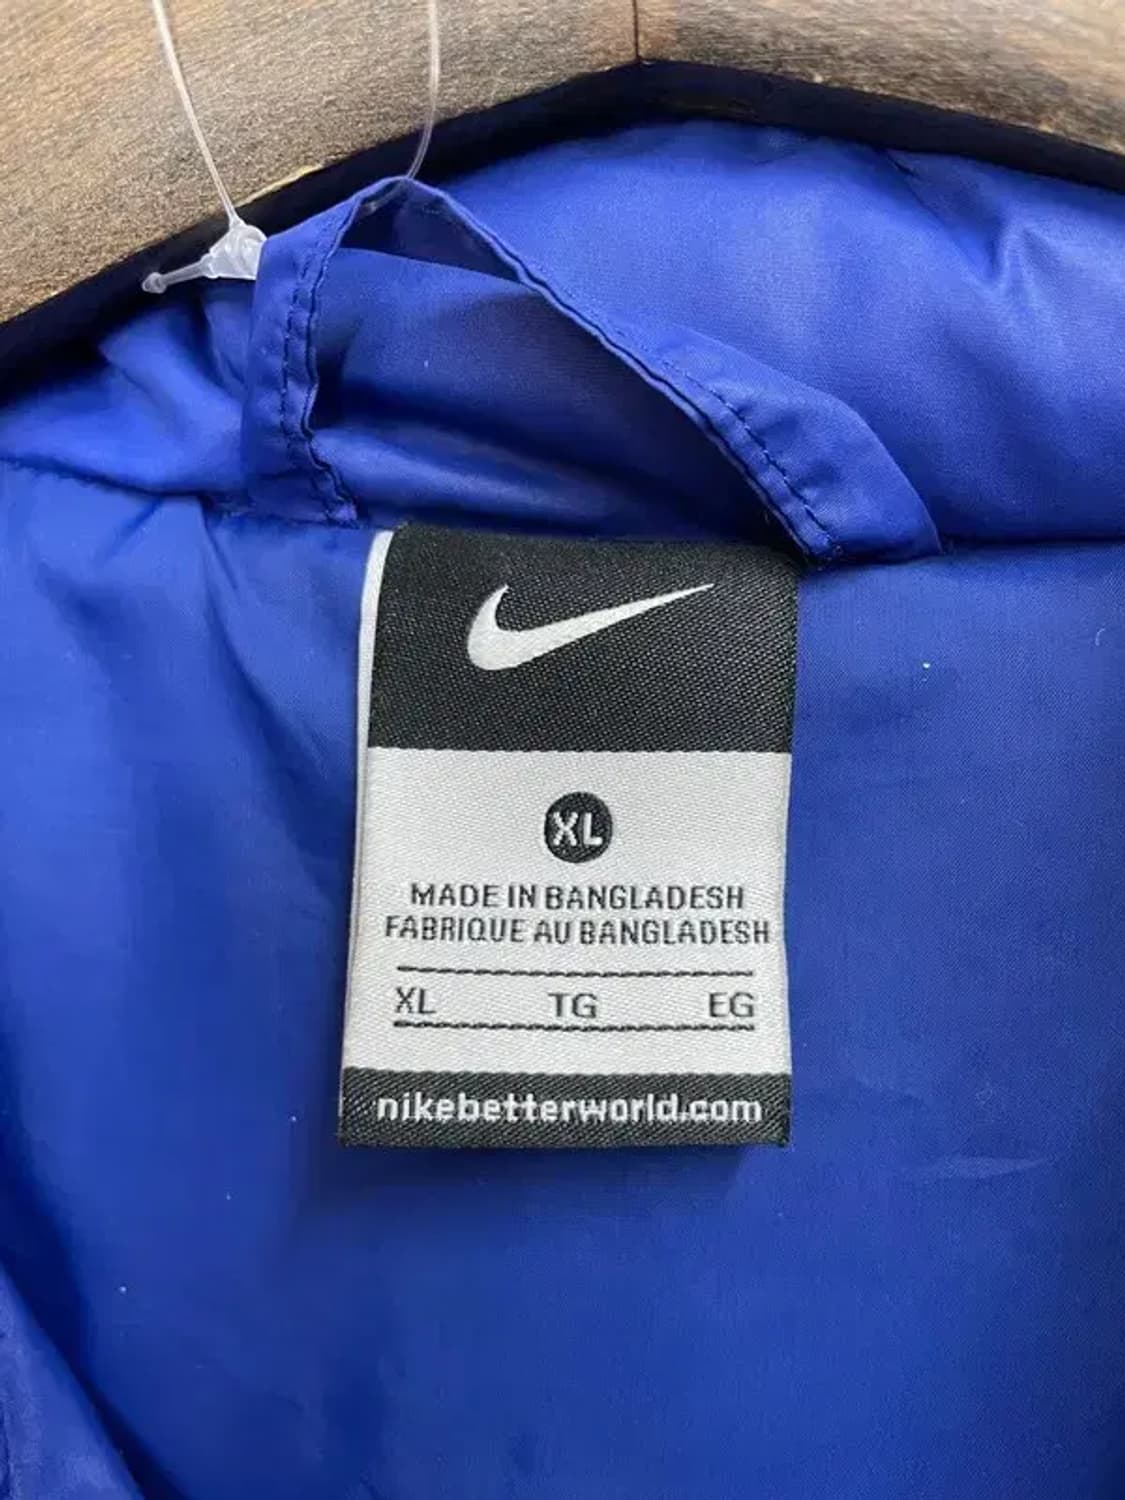 XL
MADE IN BANGLADESH
FABRIQUE AU BANGLADESH
XL TG EG
nikebetterworld.com